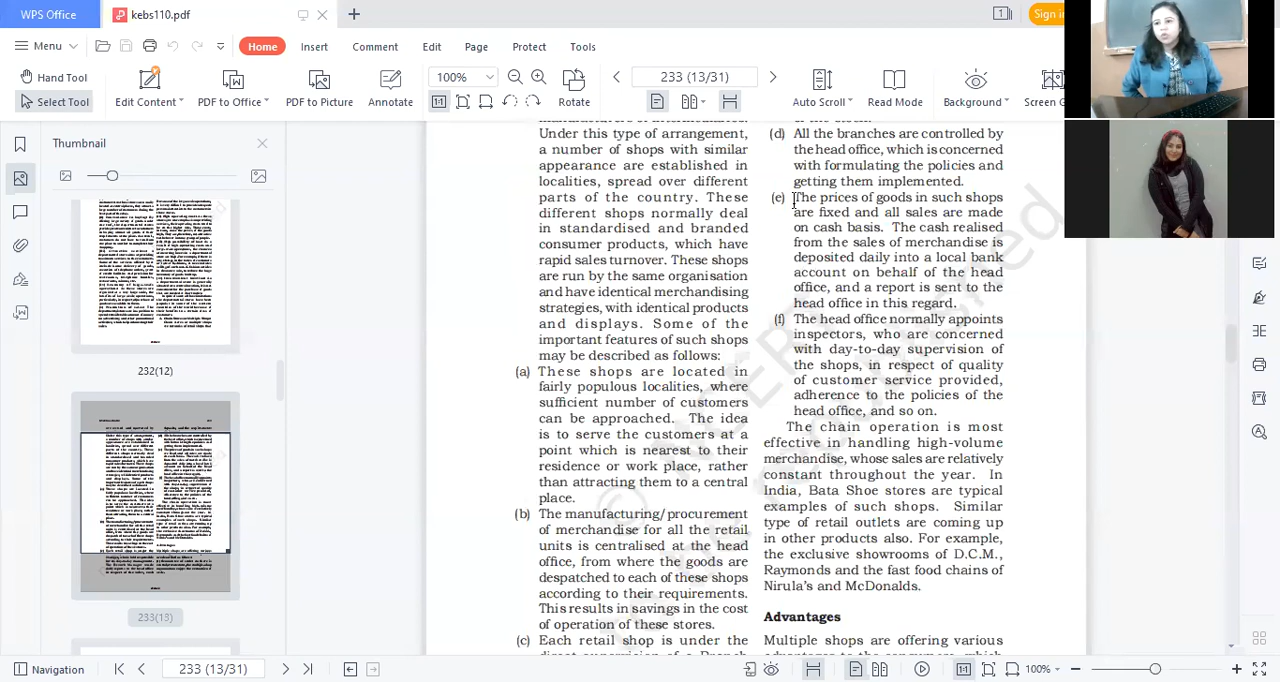 WPS Office
kebs110.pdf
1
Sign in
Menu
Home
Insert
Comment
Edit
Page
Protect
Tools
Hand Tool
Select Tool
Edit Content
PDF to Office
PDF to Picture
Annotate
100%
233 (13/31)
Rotate
Auto Scroll
Read Mode
Background
Screen G
Thumbnail
232(12)
233(13)
Under this type of arrangement,
a number of shops with similar
appearance are established in
localities, spread over different
parts of the country. These
different shops normally deal
in standardised and branded
consumer products, which have
rapid sales turnover. These shops
are run by the same organisation
and have identical merchandising
strategies, with identical products
and displays. Some of the
important features of such shops
may be described as follows:
(a) These shops are located in
fairly populous localities, where
sufficient number of customers
can be approached. The idea
is to serve the customers at a
point which is nearest to their
residence or work place, rather
than attracting them to a central
place.
(b) The manufacturing/procurement
of merchandise for all the retail
units is centralised at the head
office, from where the goods are
despatched to each of these shops
according to their requirements.
This results in savings in the cost
of operation of these stores.
(c) Each retail shop is under the
(d) All the branches are controlled by
the head office, which is concerned
with formulating the policies and
getting them implemented.
(e) The prices of goods in such shops
are fixed and all sales are made
on cash basis. The cash realised
from the sales of merchandise is
deposited daily into a local bank
account on behalf of the head
office, and a report is sent to the
head office in this regard.
(f) The head office normally appoints
inspectors, who are concerned
with day-to-day supervision of
the shops, in respect of quality
of customer service provided,
adherence to the policies of the
head office, and so on.
The chain operation is most
effective in handling high-volume
merchandise, whose sales are relatively
constant throughout the year. In
India, Bata Shoe stores are typical
examples of such shops. Similar
type of retail outlets are coming up
in other products also. For example,
the exclusive showrooms of D.C.M.,
Raymonds and the fast food chains of
Nirula's and McDonalds.
Advantages
Multiple shops are offering various
Navigation
233 (13/31)
100%